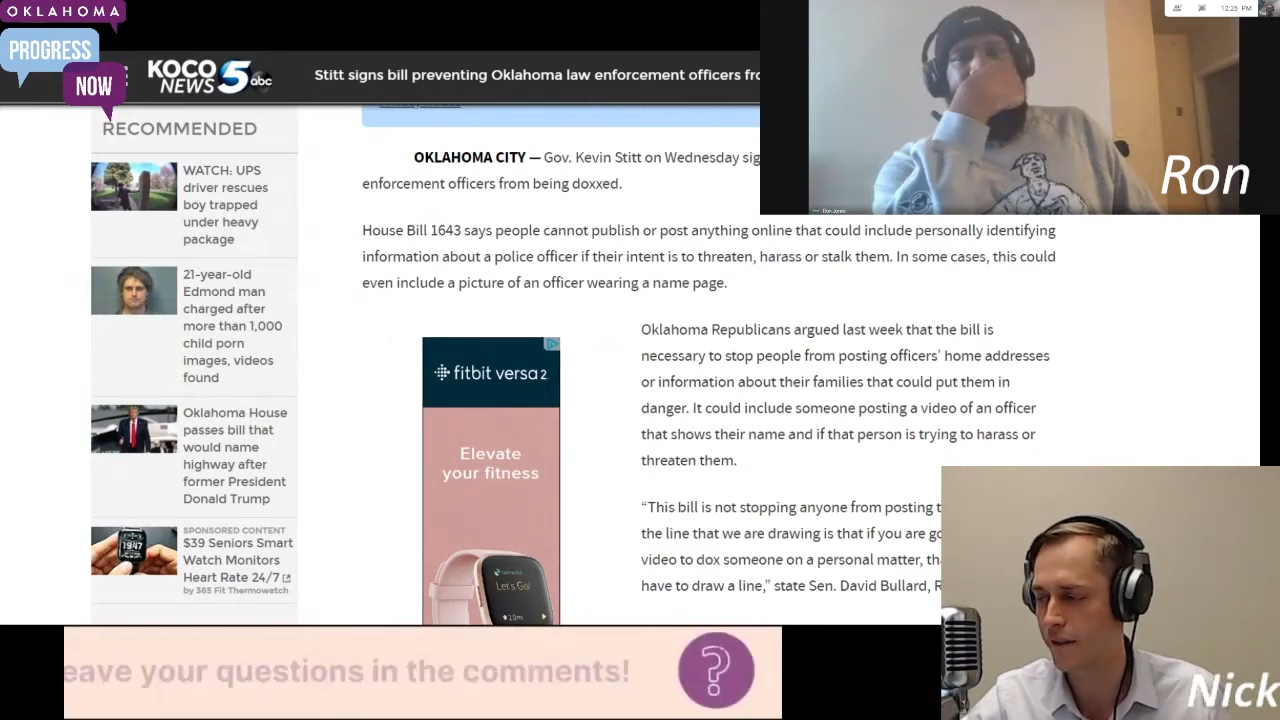 OKLAHOMA
PROGRESS
NOW
KOCO
NEWS 5 abc
Stitt signs bill preventing Oklahoma law enforcement officers fro
12:26 PM
RECOMMENDED
WATCH: UPS
driver rescues
boy trapped
under heavy
package
21-year-old
Edmond man
charged after
more than 1,000
child porn
images, videos
found
Oklahoma House
passes bill that
would name
highway after
former President
Donald Trump
SPONSORED CONTENT
$39 Seniors Smart
Watch Monitors
Heart Rate 24/7
by 365 Fit Thermowatch
OKLAHOMA CITY — Gov. Kevin Stitt on Wednesday sig
enforcement officers from being doxxed.
House Bill 1643 says people cannot publish or post anything online that could include personally identifying
information about a police officer if their intent is to threaten, harass or stalk them. In some cases, this could
even include a picture of an officer wearing a name page.
fitbit versa 2
Elevate
your fitness
Let's Go!
Oklahoma Republicans argued last week that the bill is
necessary to stop people from posting officers' home addresses
or information about their families that could put them in
danger. It could include someone posting a video of an officer
that shows their name and if that person is trying to harass or
threaten them.
“This bill is not stopping anyone from posting t
the line that we are drawing is that if you are go
video to dox someone on a personal matter, tha
have to draw a line,” state Sen. David Bullard, R
Ron Jones
Ron
Nick
eave your questions in the comments!
?